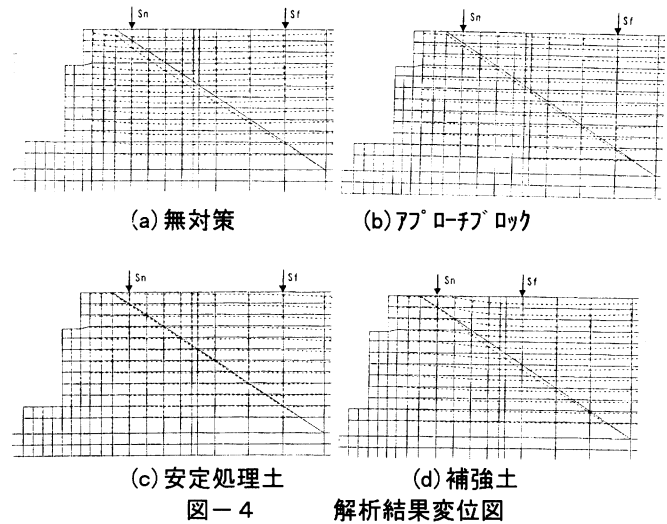 Sn Sf Sn Sf
(a)無対策 (b)ｱﾌﾟﾛｰﾁﾌﾞﾛｯｸ
Sn Sf Sn Sf
(c)安定処理土 (d)補強土
図－4 解析結果変位図